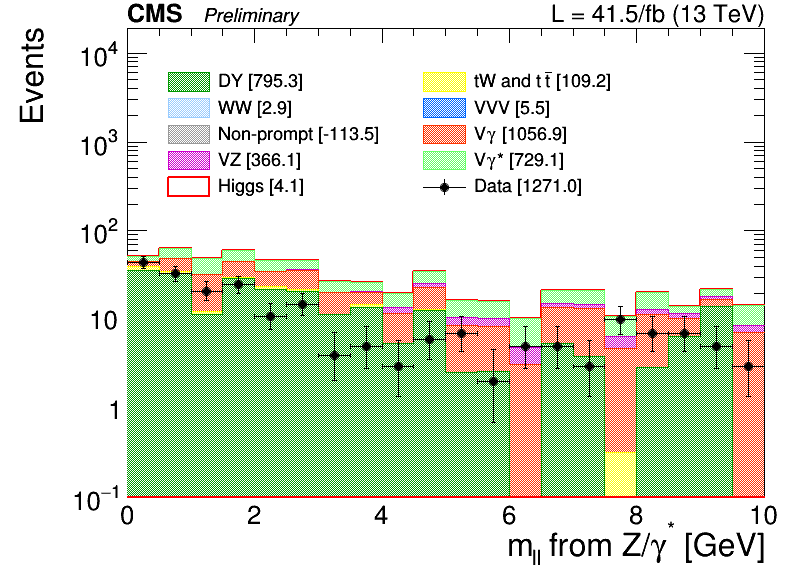 CMS Preliminary L = 41.5/fb (13 TeV)
Events
10⁴
10³
10²
10
1
10⁻¹
DY [795.3]
WW [2.9]
Non-prompt [-113.5]
VZ [366.1]
Higgs [4.1]
tW and tt̄ [109.2]
VVV [5.5]
Vγ [1056.9]
Vγ* [729.1]
Data [1271.0]
0 2 4 6 8 10
m_ll from Z/γ* [GeV]